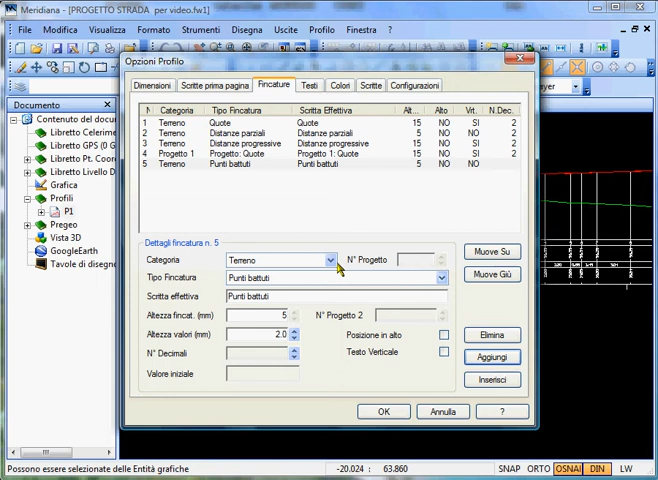 Meridiana - [PROGETTO STRADA per video.fw1]
File Modifica Visualizza Formato Strumenti Disegna Uscite Profilo Finestra ?
Opzioni Profilo
Dimensioni Scritte prima pagina Fincature Testi Colori Scritte Configurazioni
Documento
Contenuto del docum
Libretto Celerime
Libretto GPS (0 G
Libretto Pt. Coor
Libretto Livello D
Grafica
Profili
P1
Pregeo
Vista 3D
GoogleEarth
Tavole di disegn
N Categoria Tipo Fincatura Scritta Effettiva Alt... Alto Vrt. N.Dec.
1 Terreno Quote Quote 15 NO SI 2
2 Terreno Distanze parziali Distanze parziali 5 NO NO 2
3 Terreno Distanze progressive Distanze progressive 15 NO SI 2
4 Progetto 1 Progetto: Quote Progetto 1: Quote 15 NO SI 2
5 Terreno Punti battuti Punti battuti 5 NO NO
Dettagli fincatura n. 5
Categoria Terreno N° Progetto
Tipo Fincatura Punti battuti
Scritta effettiva Punti battuti
Altezza fincat. (mm) 5 N° Progetto 2
Altezza valori (mm) 2.0 Posizione in alto
N° Decimali Testo Verticale
Valore iniziale
Muove Su
Muove Giù
Elimina
Aggiungi
Inserisci
OK Annulla ?
Possono essere selezionate delle Entità grafiche -20.024 : 63.860 SNAP ORTO OSNAI DIN LW